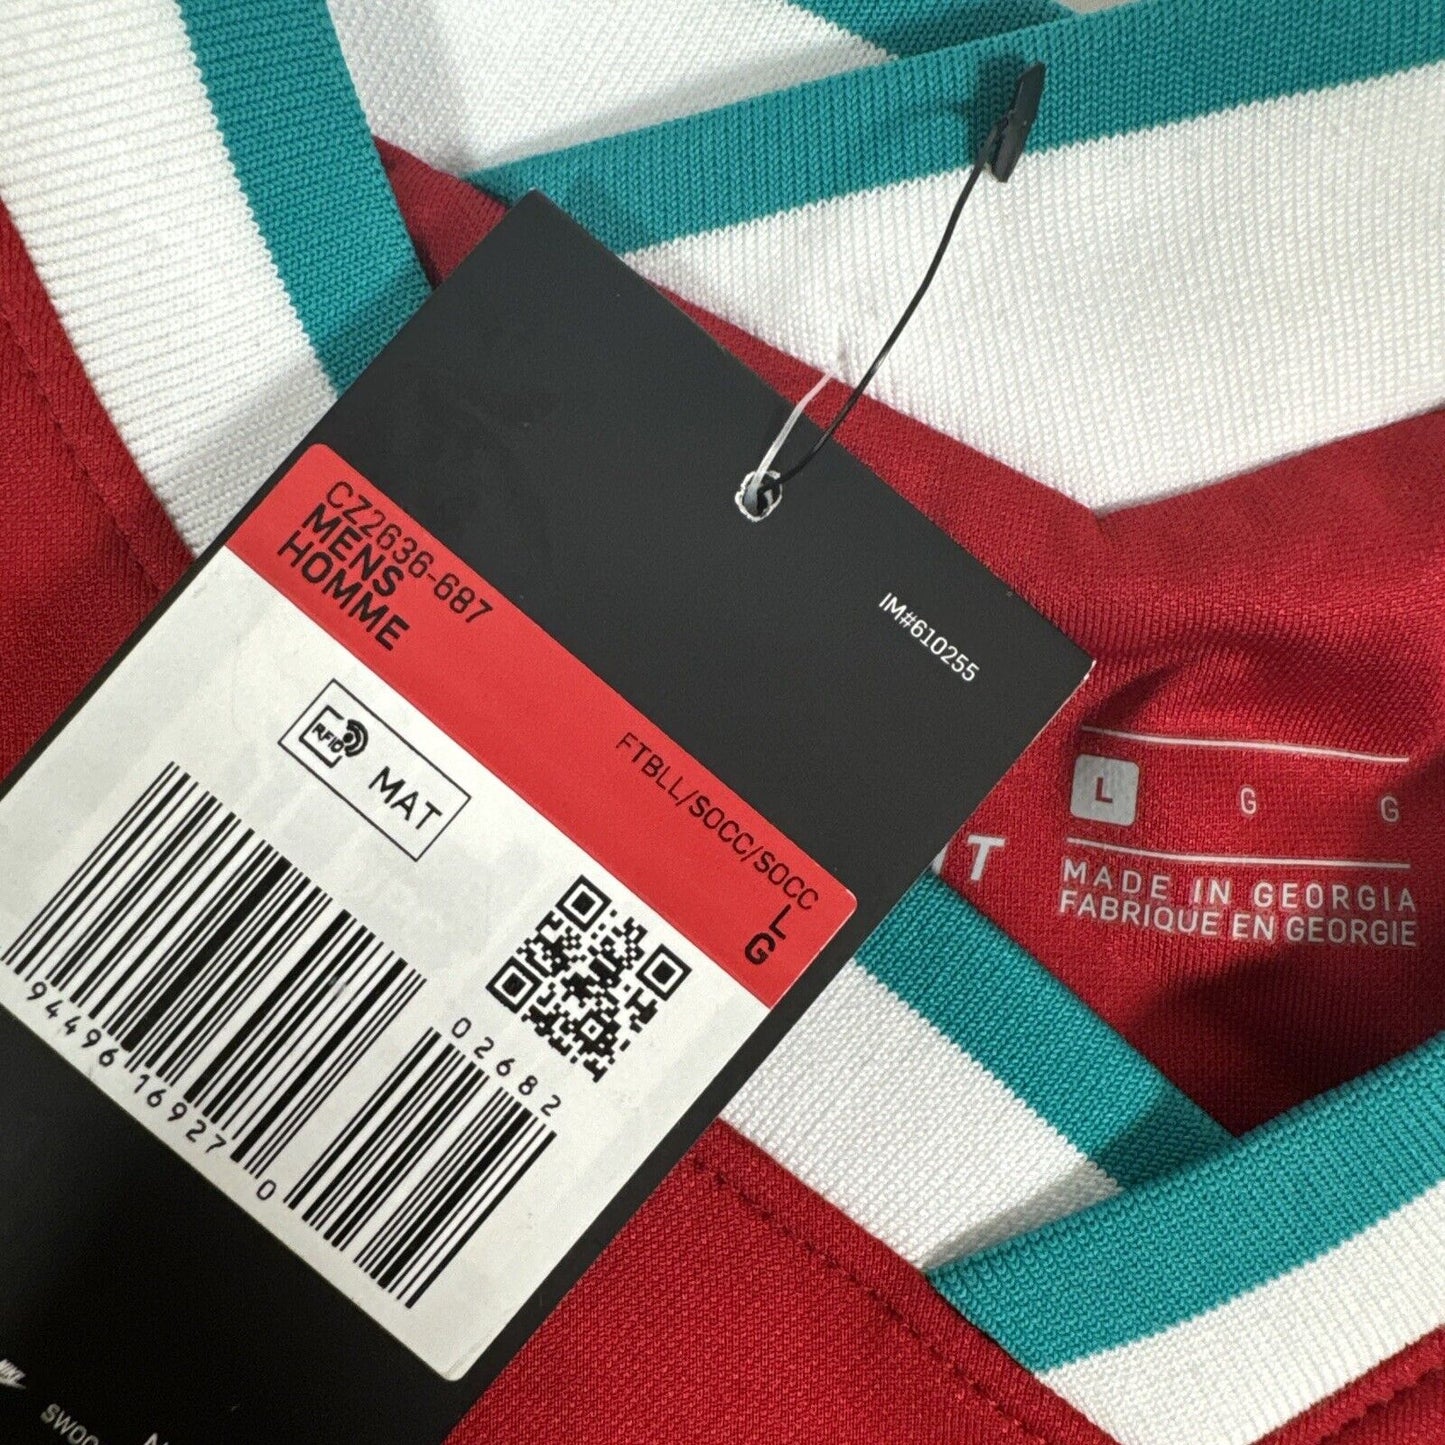 CZ2636-687
MENS
HOMME
FTBLL/SOCC/SOCC
L
G
RFID
MAT
94496 16927 0
02682
IM#610255
L G G
MADE IN GEORGIA
FABRIQUE EN GEORGIE
NIKE